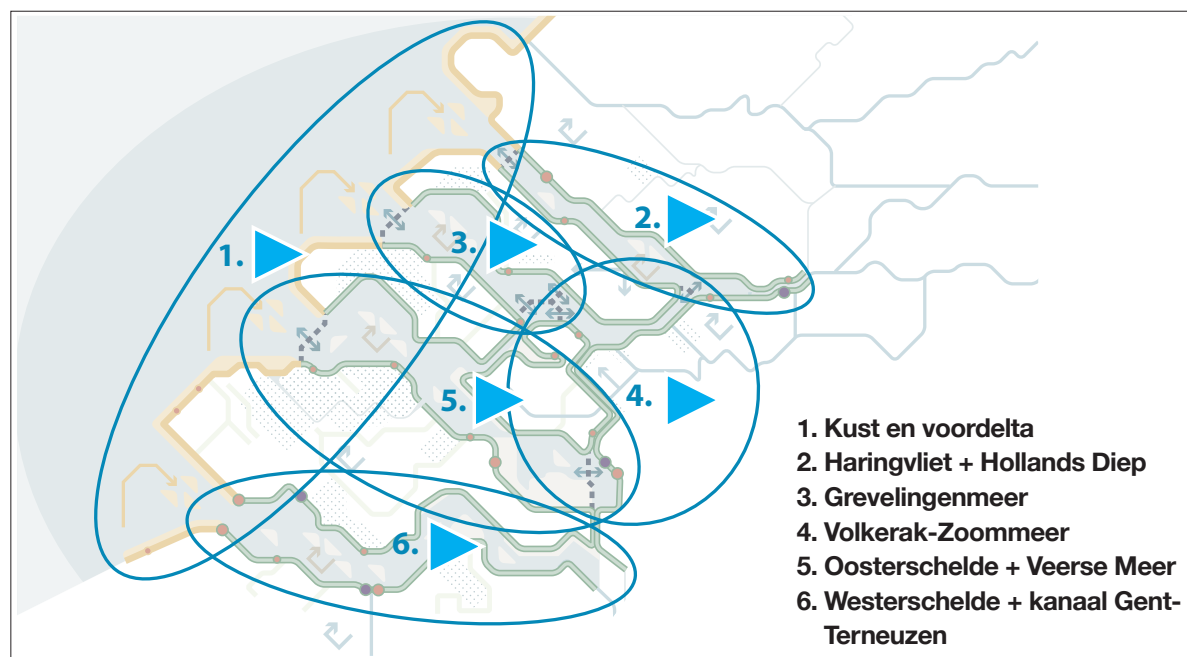 1.
2.
3.
4.
5.
6.
1. Kust en voordelta
2. Haringvliet + Hollands Diep
3. Grevelingenmeer
4. Volkerak-Zoommeer
5. Oosterschelde + Veerse Meer
6. Westerschelde + kanaal Gent-
Terneuzen